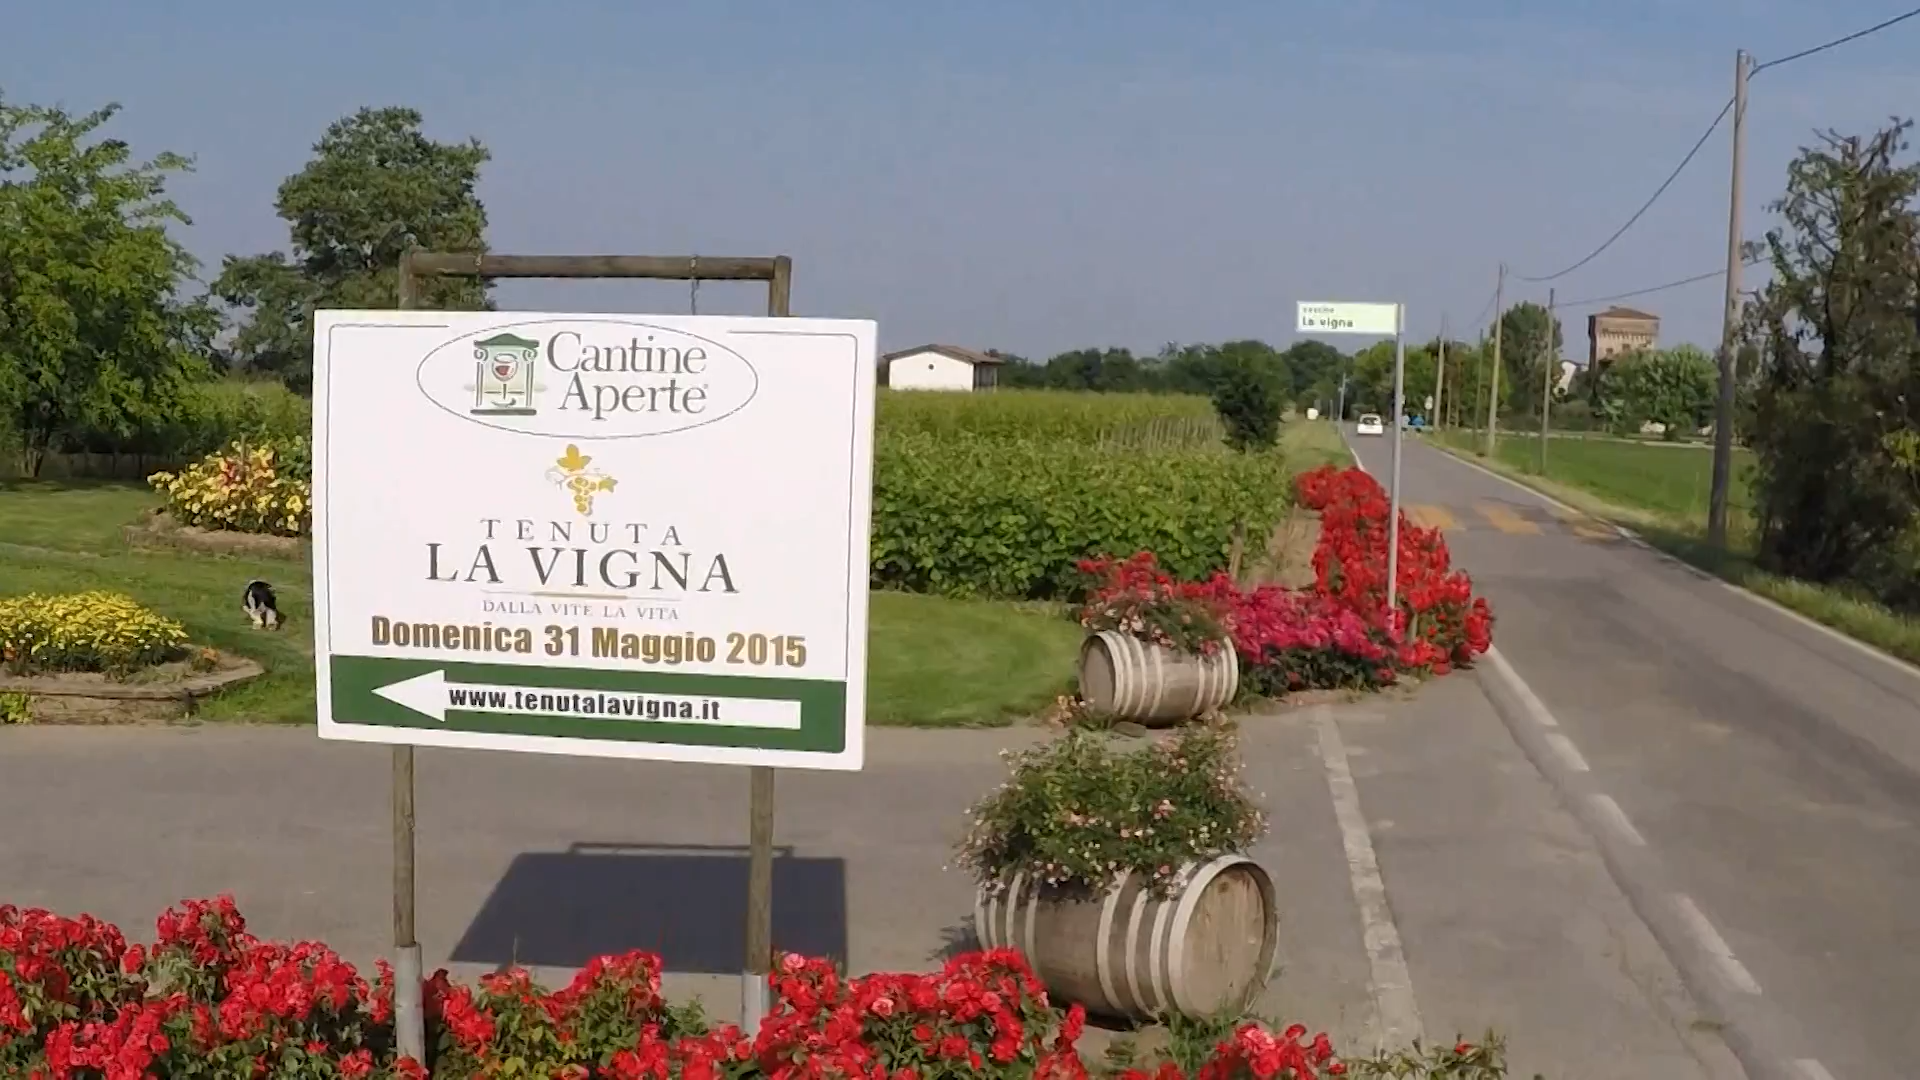 Cantine
Aperte
TENUTA
LA VIGNA
DALLA VITE LA VITA
Domenica 31 Maggio 2015
www.tenutalavigna.it
La vigna